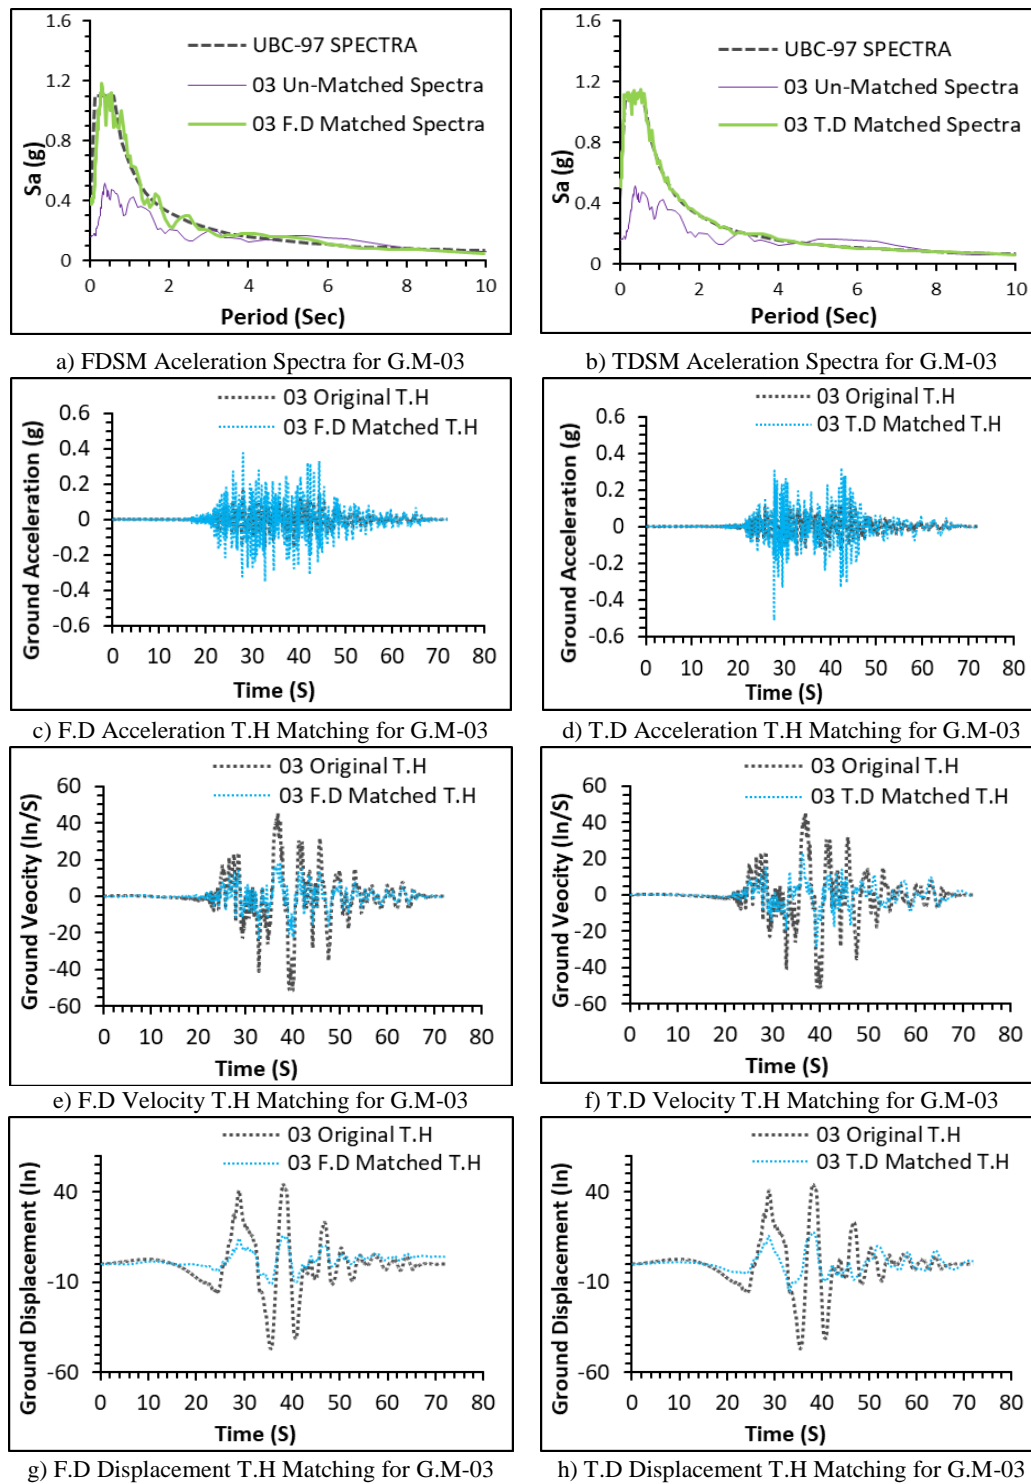 1.6
1.2
0.8
0.4
0
Sa (g)
UBC-97 SPECTRA
03 Un-Matched Spectra
03 F.D Matched Spectra
0 2 4 6 8 10
Period (Sec)
a) FDSM Aceleration Spectra for G.M-03
1.6
1.2
0.8
0.4
0
Sa (g)
UBC-97 SPECTRA
03 Un-Matched Spectra
03 T.D Matched Spectra
0 2 4 6 8 10
Period (Sec)
b) TDSM Aceleration Spectra for G.M-03
03 Original T.H
03 F.D Matched T.H
0.6
0.4
0.2
0
-0.2
-0.4
-0.6
Ground Acceleration (g)
0 10 20 30 40 50 60 70 80
Time (S)
c) F.D Acceleration T.H Matching for G.M-03
03 Original T.H
03 T.D Matched T.H
0.6
0.4
0.2
0
-0.2
-0.4
-0.6
Ground Acceleration (g)
0 10 20 30 40 50 60 70 80
Time (S)
d) T.D Acceleration T.H Matching for G.M-03
03 Original T.H
03 F.D Matched T.H
60
40
20
0
-20
-40
-60
Ground Veocity (In/S)
0 10 20 30 40 50 60 70 80
Time (S)
e) F.D Velocity T.H Matching for G.M-03
03 Original T.H
03 T.D Matched T.H
60
40
20
0
-20
-40
-60
Ground Veocity (In/S)
0 10 20 30 40 50 60 70 80
Time (S)
f) T.D Velocity T.H Matching for G.M-03
03 Original T.H
03 F.D Matched T.H
40
-10
-60
Ground Displacement (In)
0 10 20 30 40 50 60 70 80
Time (S)
g) F.D Displacement T.H Matching for G.M-03
03 Original T.H
03 T.D Matched T.H
40
-10
-60
Ground Displacement (In)
0 10 20 30 40 50 60 70 80
Time (S)
h) T.D Displacement T.H Matching for G.M-03